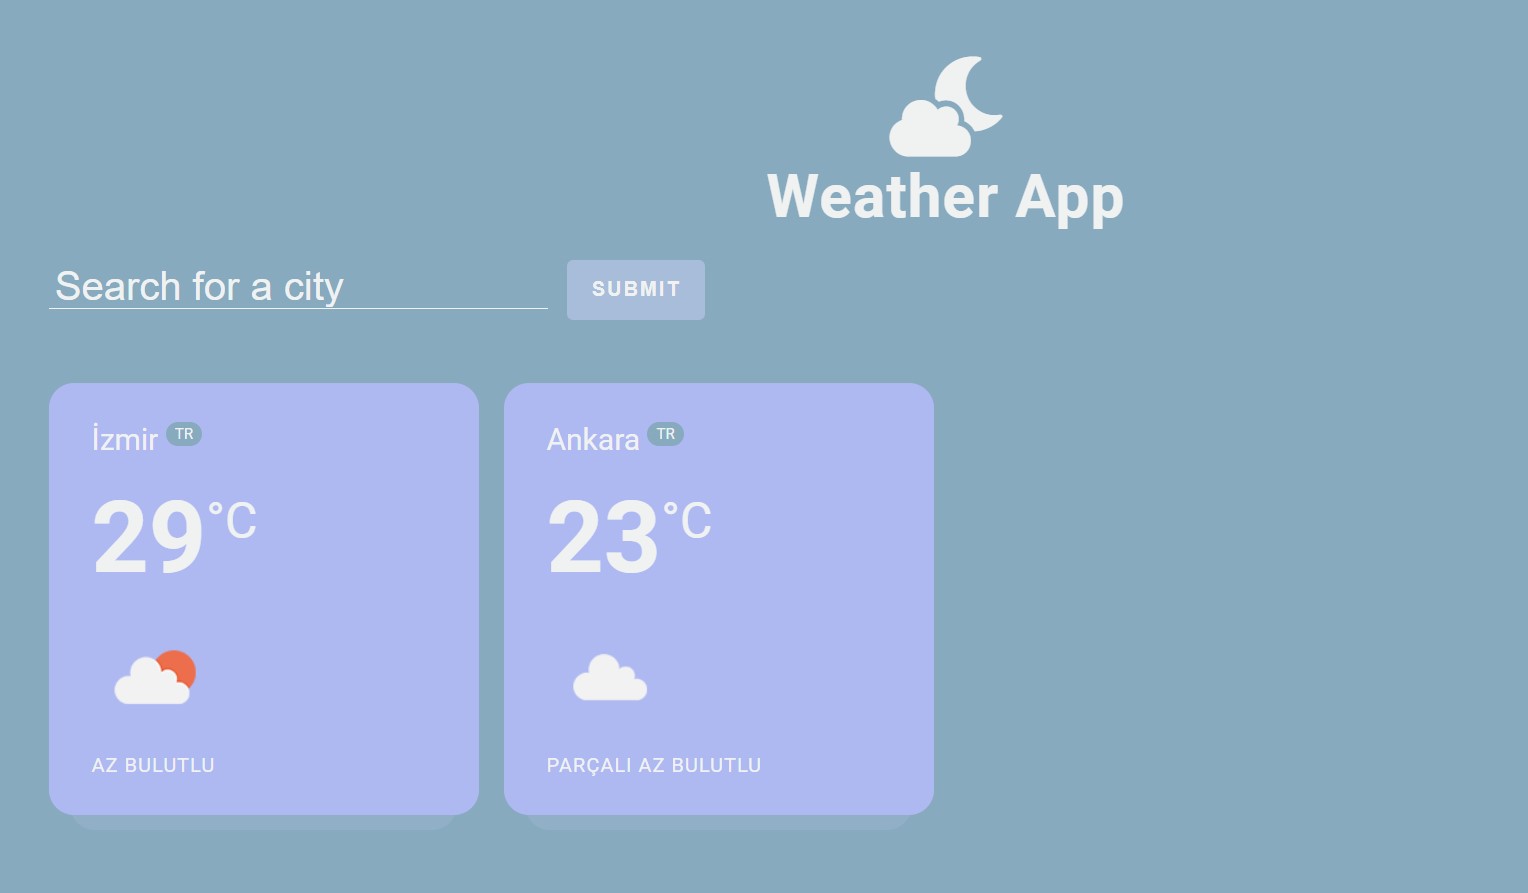 Weather App
Search for a city
SUBMIT
İzmir TR
29°C
AZ BULUTLU
Ankara TR
23°C
PARÇALI AZ BULUTLU